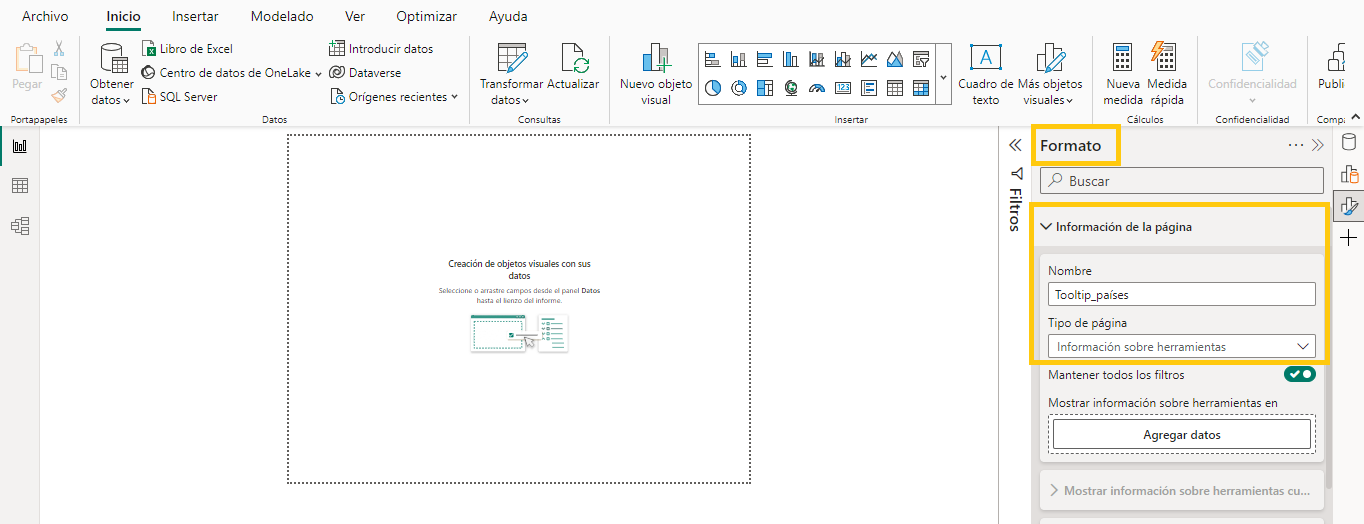 Archivo Inicio Insertar Modelado Ver Optimizar Ayuda
Pegar
Portapapeles
Obtener
datos
Libro de Excel
Centro de datos de OneLake
SQL Server
Introducir datos
Dataverse
Orígenes recientes
Datos
Transformar
datos
Actualizar
Consultas
Nuevo objeto
visual
123
Insertar
A
Cuadro de
texto
Más objetos
visuales
Nueva
medida
Medida
rápida
Cálculos
Confidencialidad
Confidencialidad
Publi
Compa
Creación de objetos visuales con sus
datos
Seleccione o arrastre campos desde el panel Datos
hasta el lienzo del informe.
Filtros
Formato
Buscar
Información de la página
Nombre
Tooltip_países
Tipo de página
Información sobre herramientas
Mantener todos los filtros
Mostrar información sobre herramientas en
Agregar datos
Mostrar información sobre herramientas cu...